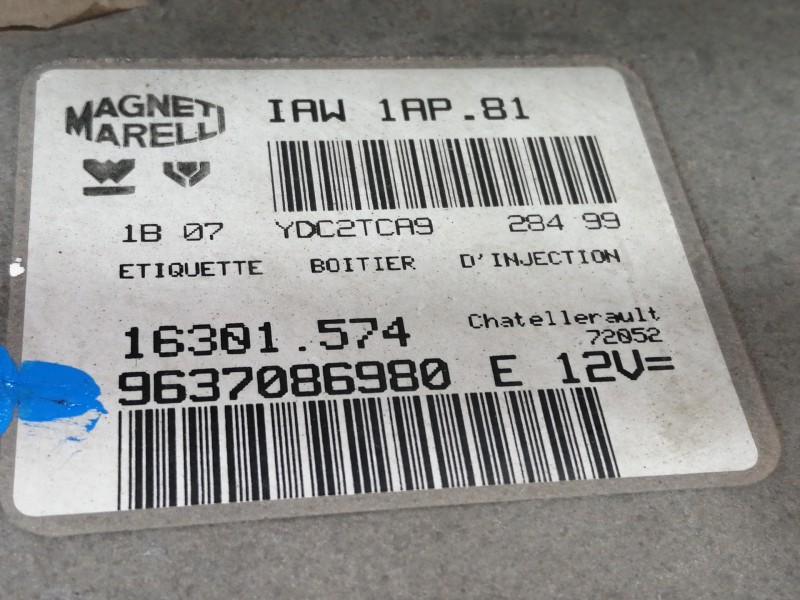 MAGNETI
MARELLI
IAW 1AP.81
1B 07 YDC2TCA9 284 99
ETIQUETTE BOITIER D'INJECTION
16301.574
Chatellerault
72052
9637086980 E 12V=